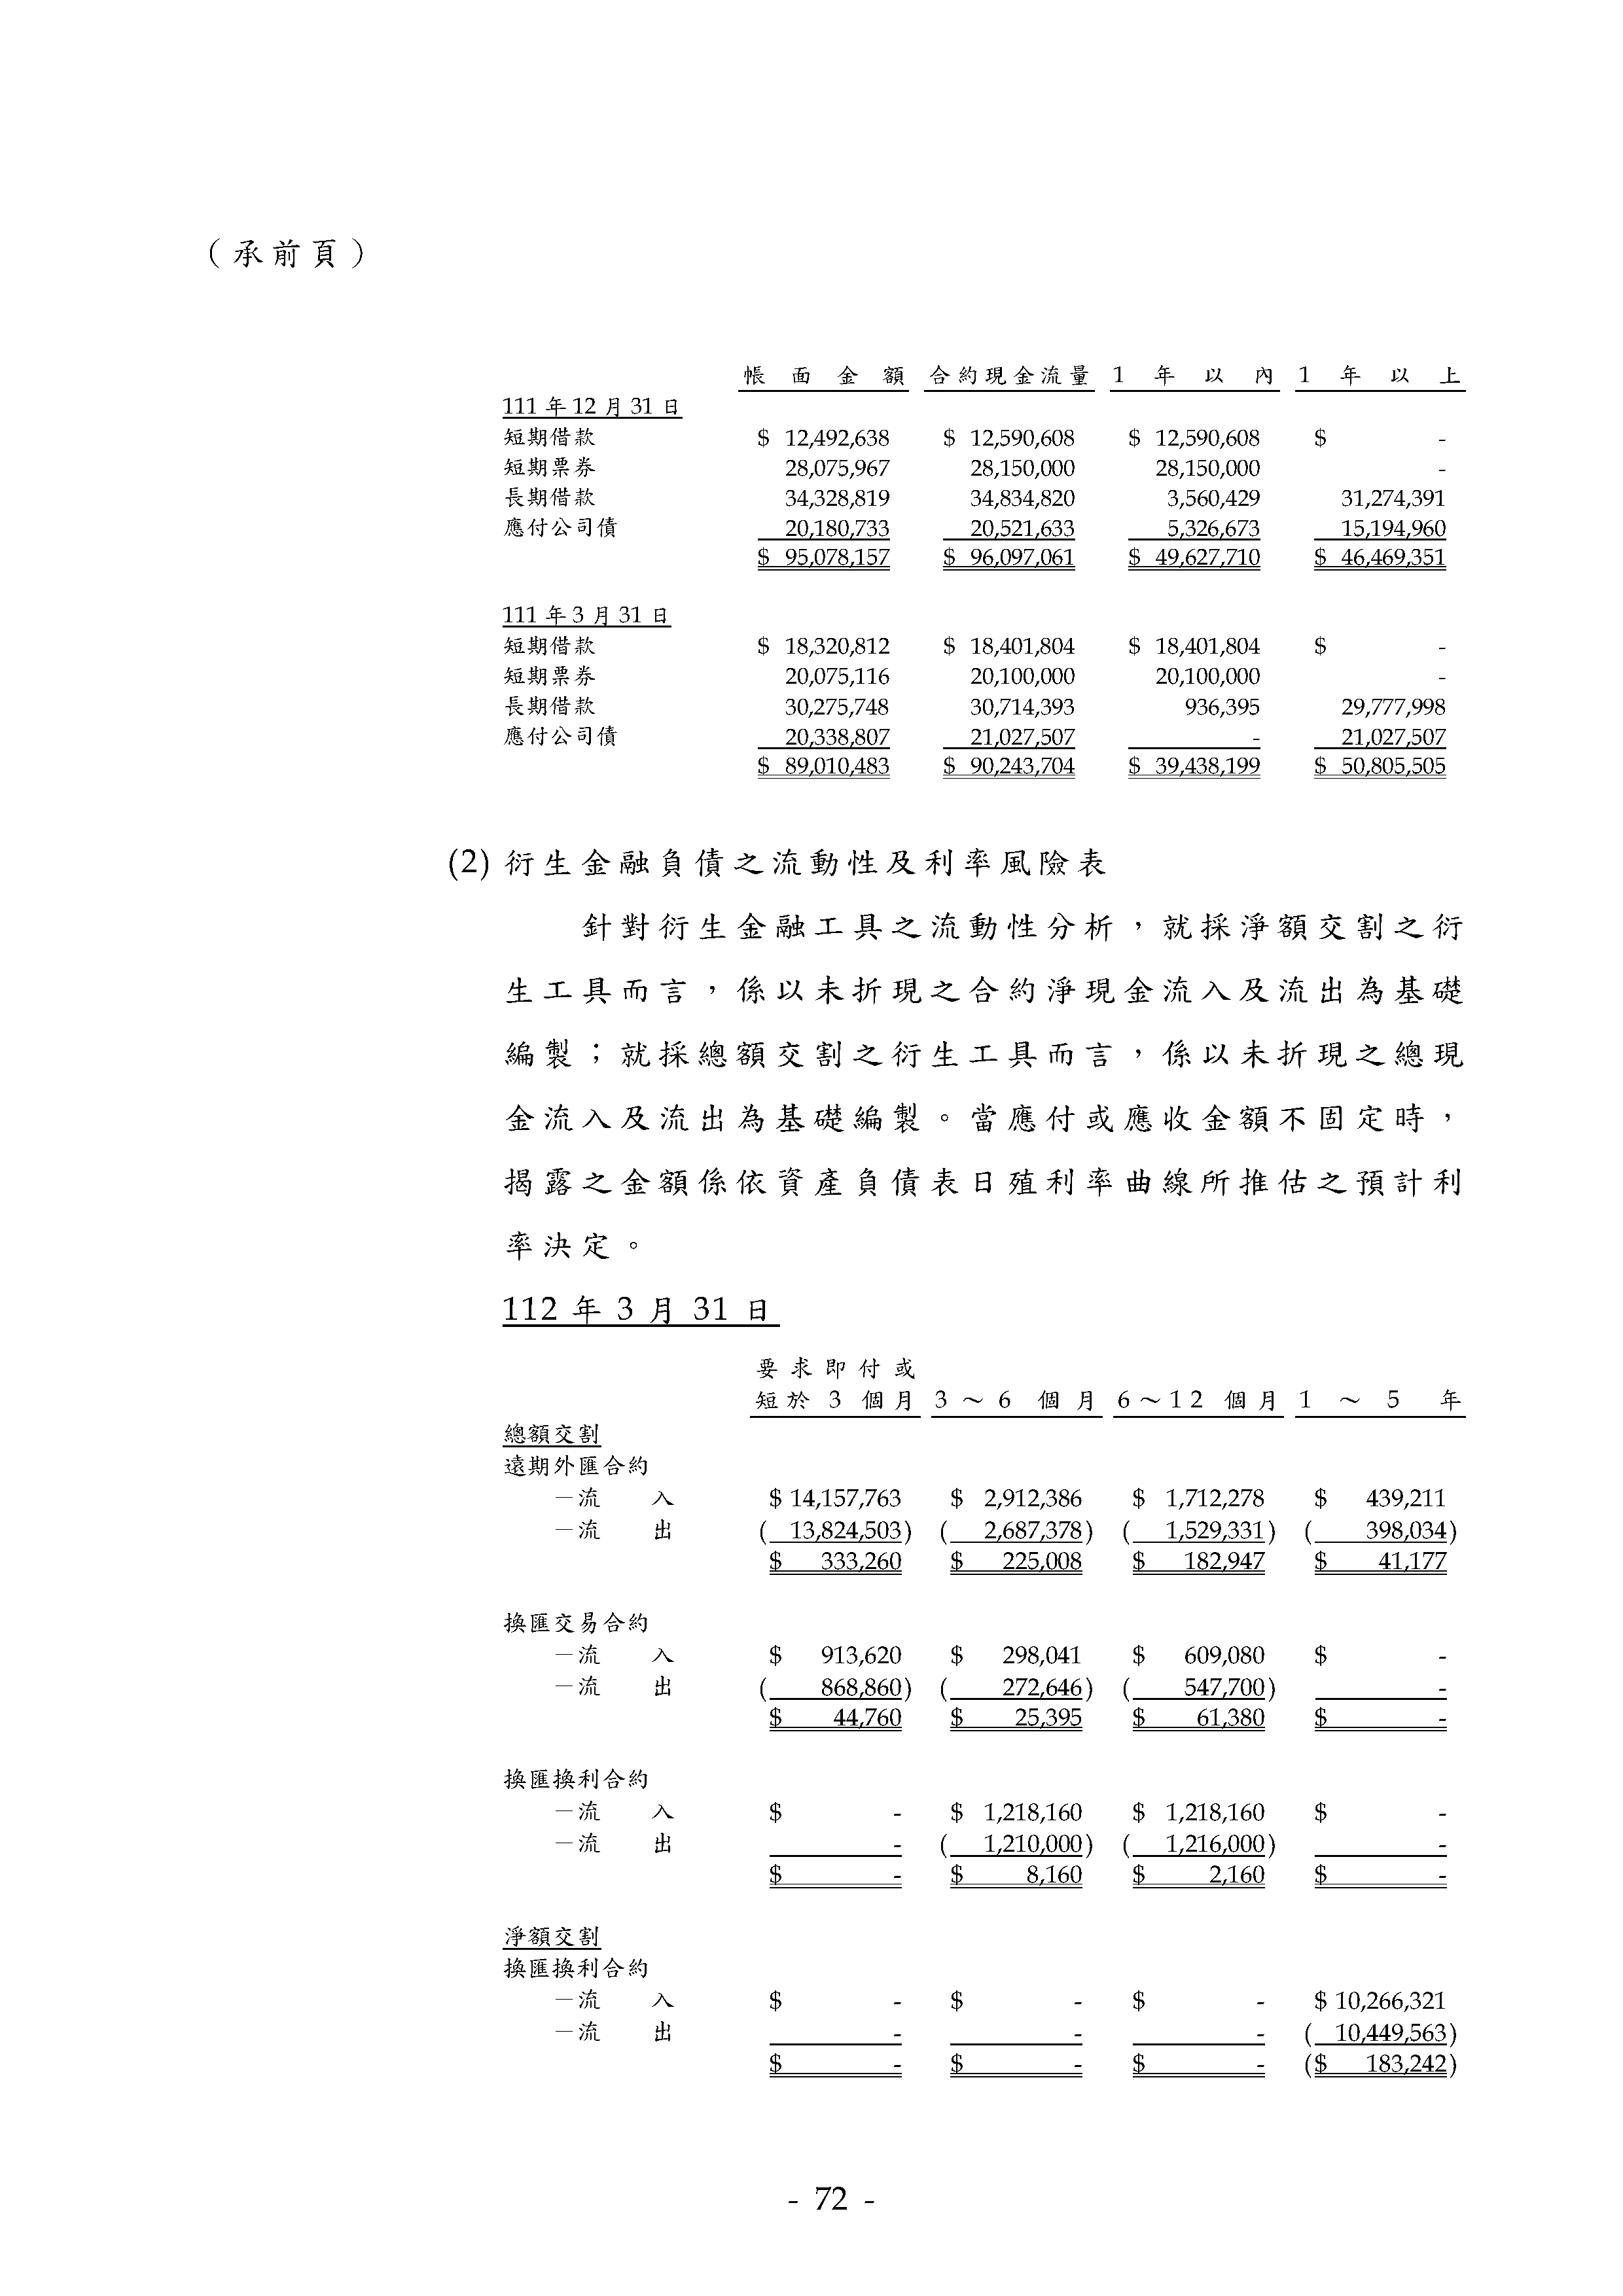 （承前頁）
帳面金額 合約現金流量 1年以內 1年以上
111年12月31日
短期借款 $ 12,492,638 $ 12,590,608 $ 12,590,608 $ -
短期票券 28,075,967 28,150,000 28,150,000 -
長期借款 34,328,819 34,834,820 3,560,429 31,274,391
應付公司債 20,180,733 20,521,633 5,326,673 15,194,960
$ 95,078,157 $ 96,097,061 $ 49,627,710 $ 46,469,351
111年3月31日
短期借款 $ 18,320,812 $ 18,401,804 $ 18,401,804 $ -
短期票券 20,075,116 20,100,000 20,100,000 -
長期借款 30,275,748 30,714,393 936,395 29,777,998
應付公司債 20,338,807 21,027,507 - 21,027,507
$ 89,010,483 $ 90,243,704 $ 39,438,199 $ 50,805,505
(2) 衍生金融負債之流動性及利率風險表
針對衍生金融工具之流動性分析，就採淨額交割之衍
生工具而言，係以未折現之合約淨現金流入及流出為基礎
編製；就採總額交割之衍生工具而言，係以未折現之總現
金流入及流出為基礎編製。當應付或應收金額不固定時，
揭露之金額係依資產負債表日殖利率曲線所推估之預計利
率決定。
112 年 3 月 31 日
要求即付或
短於 3 個月 3～6 個月 6～12 個月 1～5 年
總額交割
遠期外匯合約
－流入 $ 14,157,763 $ 2,912,386 $ 1,712,278 $ 439,211
－流出 ( 13,824,503) ( 2,687,378) ( 1,529,331) ( 398,034)
$ 333,260 $ 225,008 $ 182,947 $ 41,177
換匯交易合約
－流入 $ 913,620 $ 298,041 $ 609,080 $ -
－流出 ( 868,860) ( 272,646) ( 547,700) -
$ 44,760 $ 25,395 $ 61,380 $ -
換匯換利合約
－流入 $ - $ 1,218,160 $ 1,218,160 $ -
－流出 - ( 1,210,000) ( 1,216,000) -
$ - $ 8,160 $ 2,160 $ -
淨額交割
換匯換利合約
－流入 $ - $ - $ - $ 10,266,321
－流出 - - - ( 10,449,563)
$ - $ - $ - ($ 183,242)
- 72 -